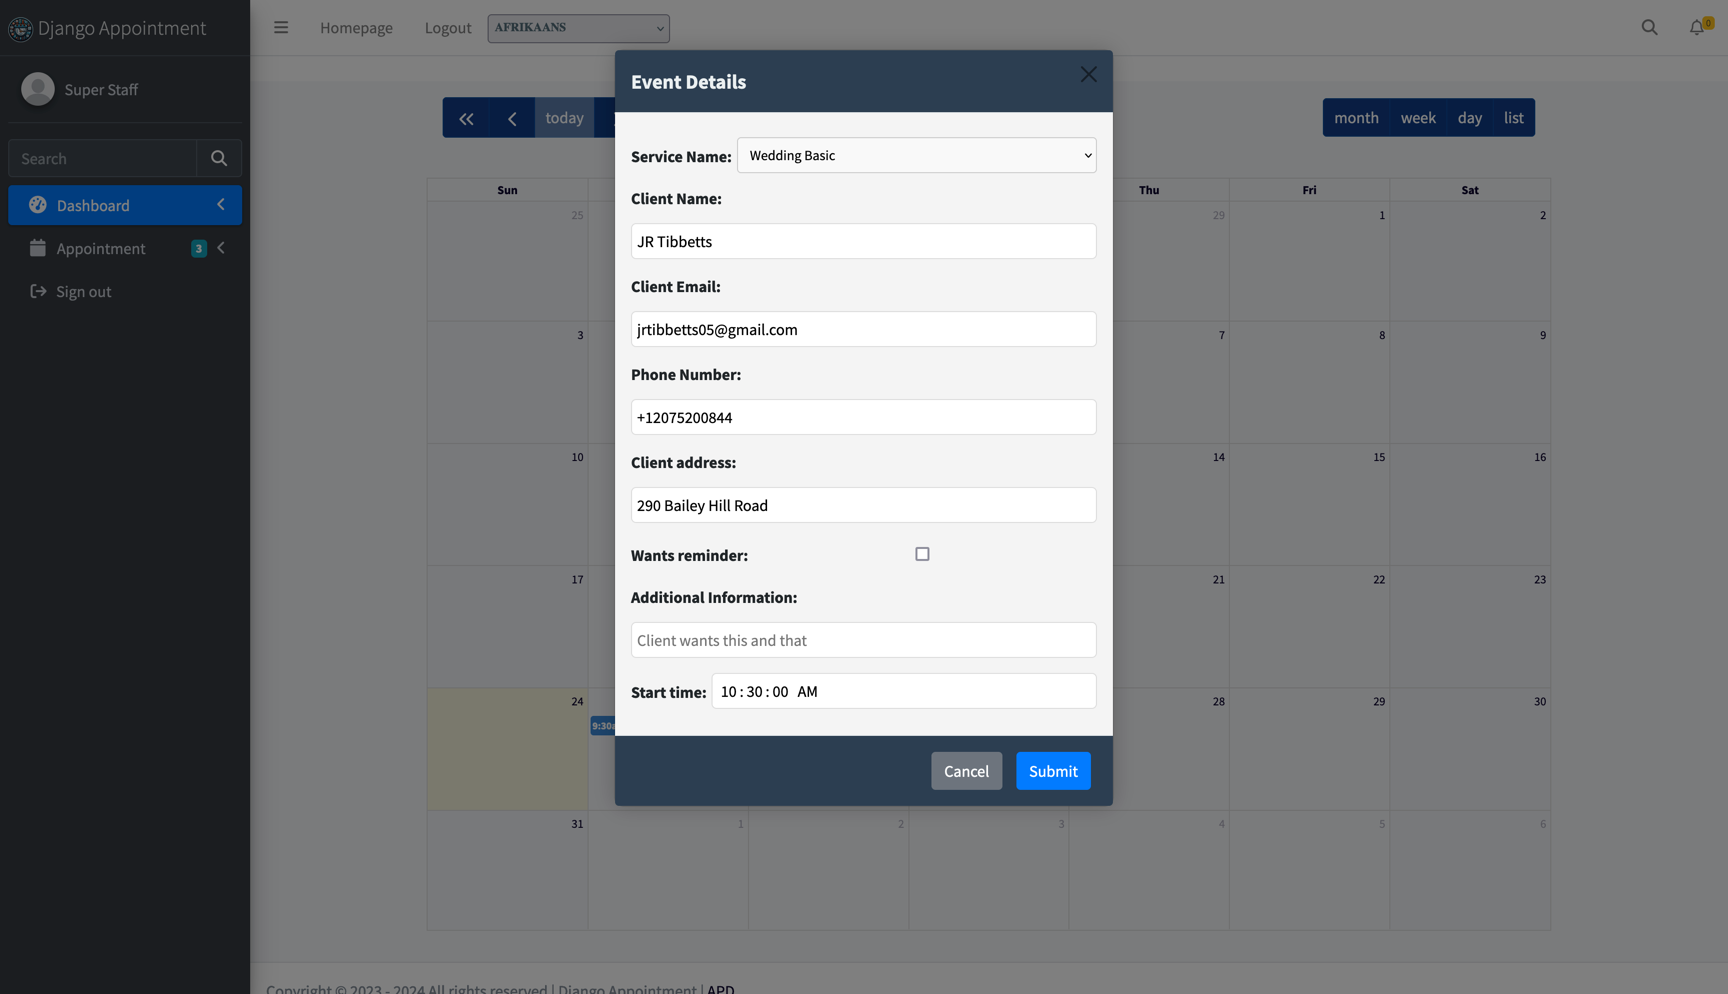 Django Appointment
Homepage
Logout
AFRIKAANS
0
Super Staff
Search
Dashboard
Appointment
3
Sign out
today
month
week
day
list
Event Details
Service Name:
Wedding Basic
Client Name:
JR Tibbetts
Client Email:
jrtibbetts05@gmail.com
Phone Number:
+12075200844
Client address:
290 Bailey Hill Road
Wants reminder:
Additional Information:
Client wants this and that
Start time:
10 : 30 : 00 AM
Cancel
Submit
Sun
Thu
Fri
Sat
25
29
1
2
3
7
8
9
10
14
15
16
17
21
22
23
24
9:30a
28
29
30
31
1
2
3
4
5
6
Copyright © 2023 - 2024 All rights reserved | Django Appointment | APD